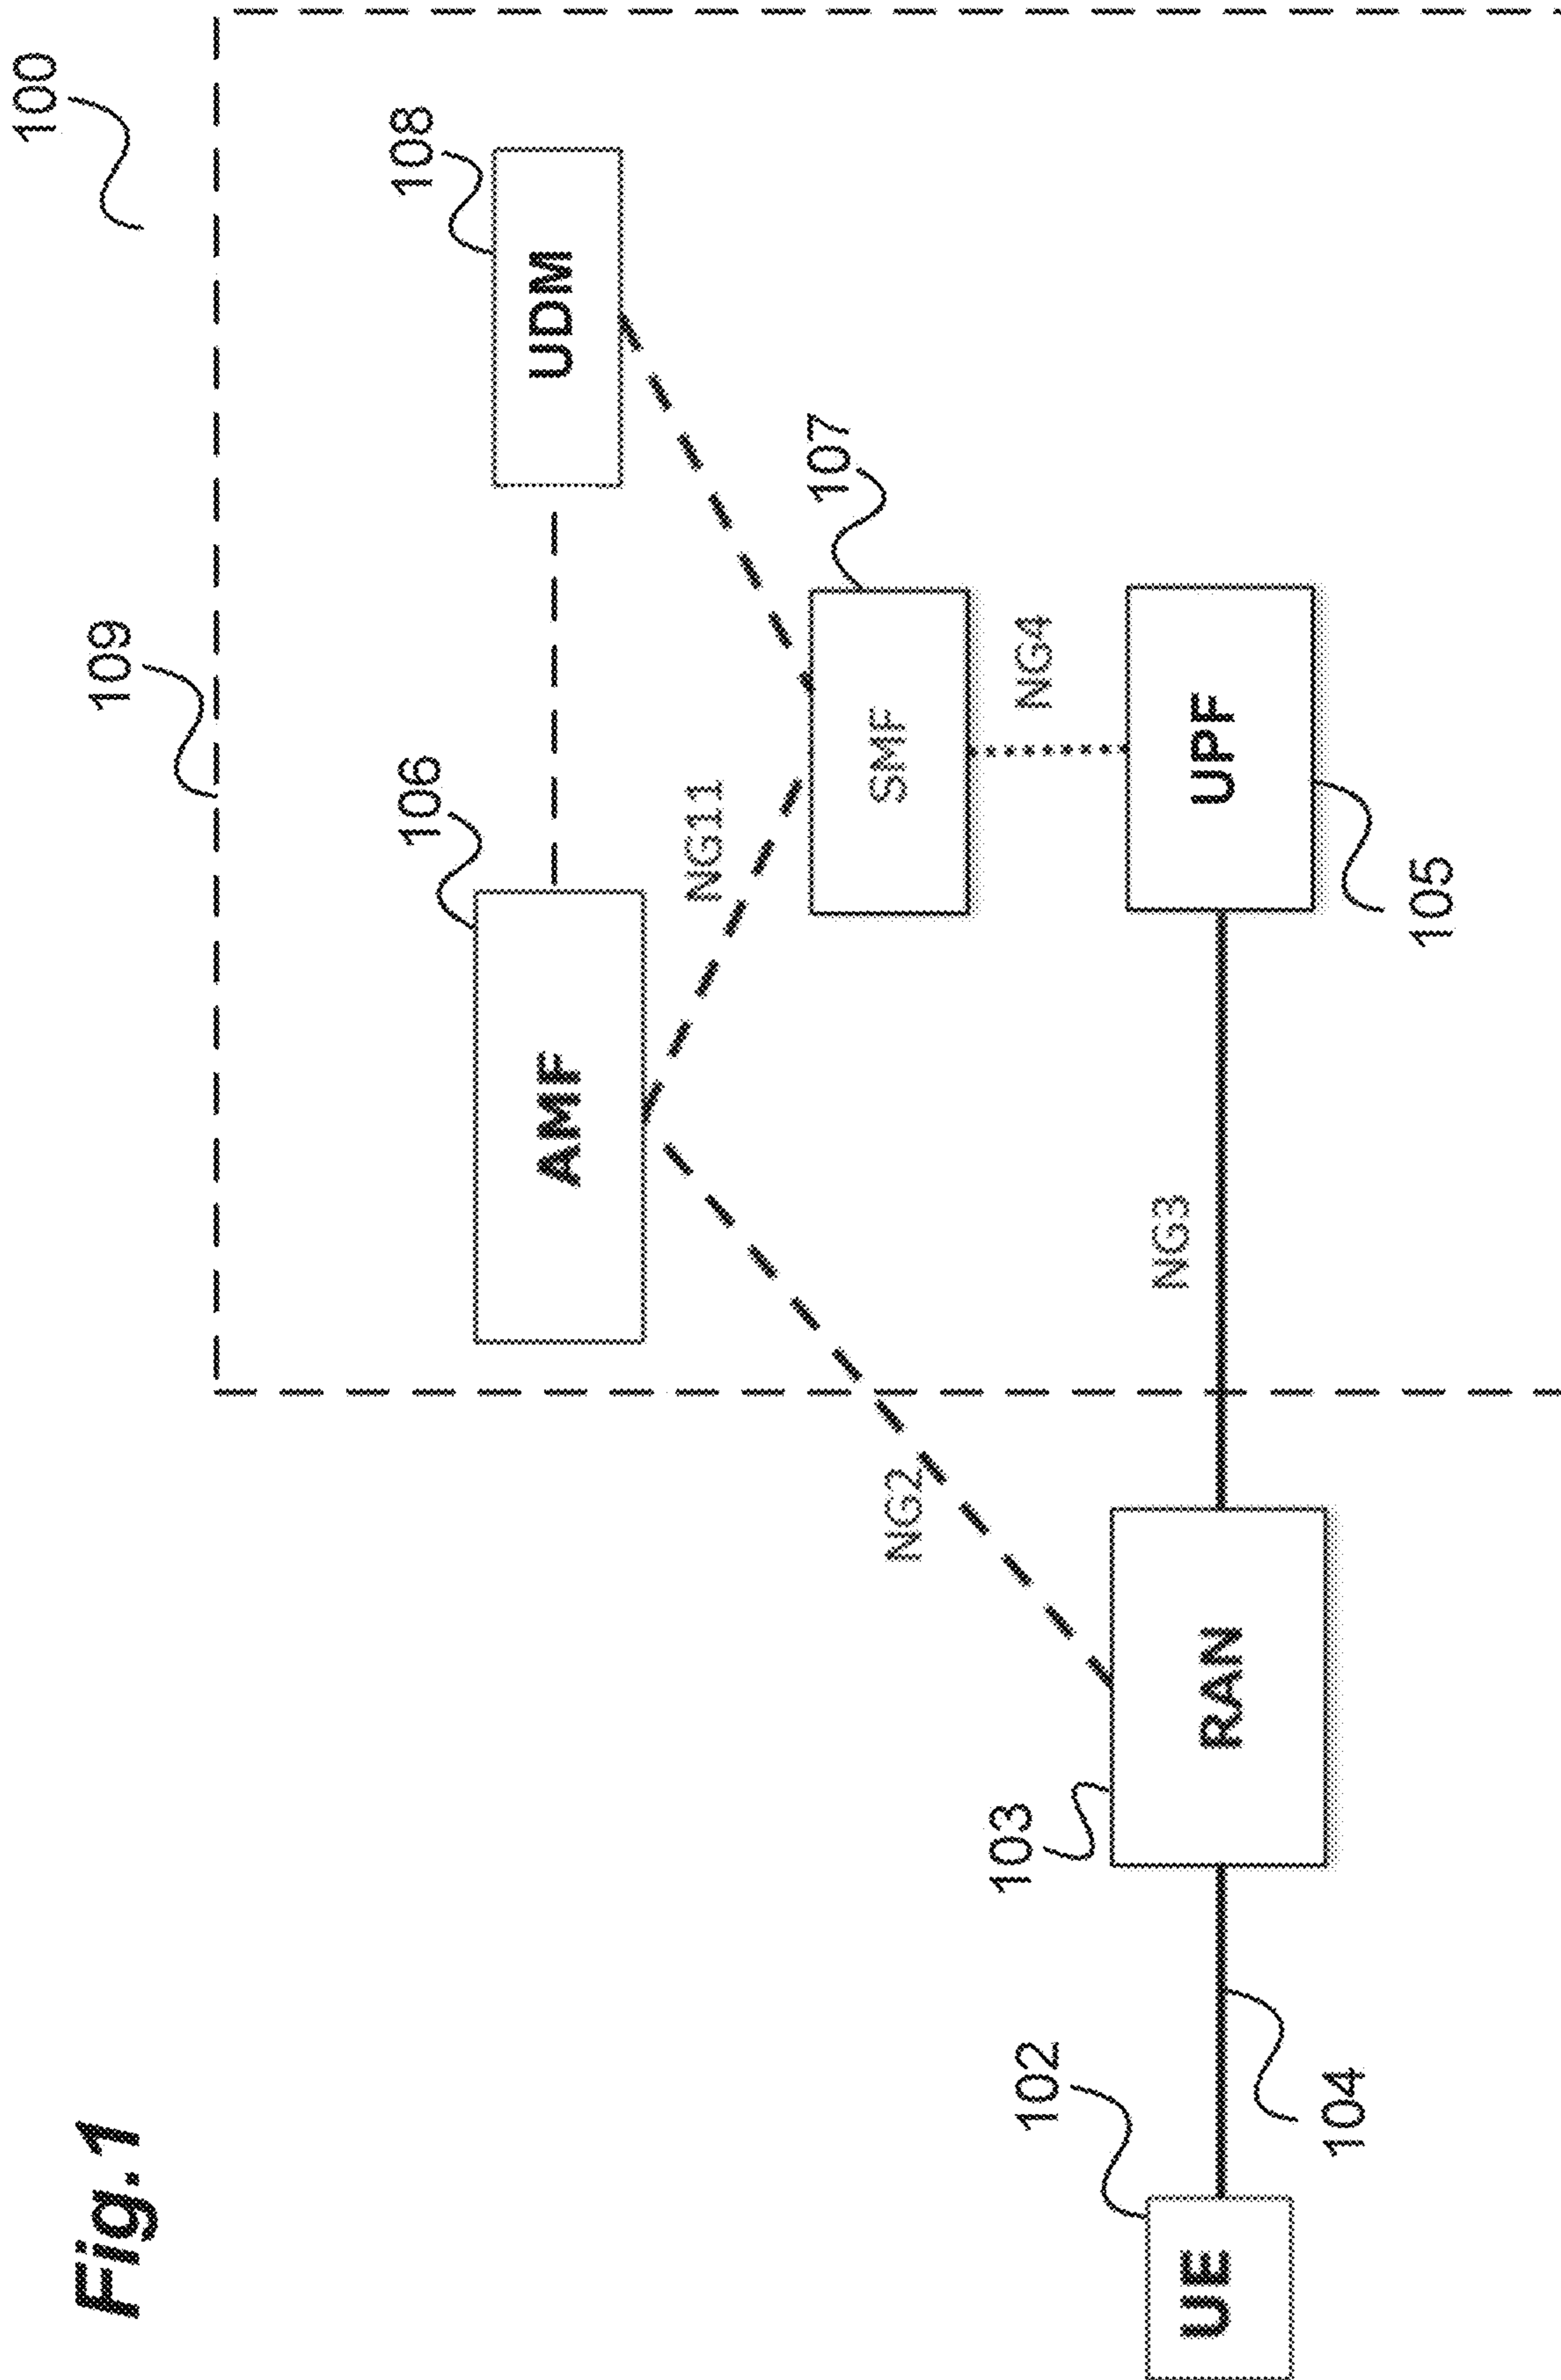 Fig.1
100
109
108
UDM
106
AMF
NG11
107
SMF
NG4
NG2
UPF
105
NG3
103
RAN
102
104
UE